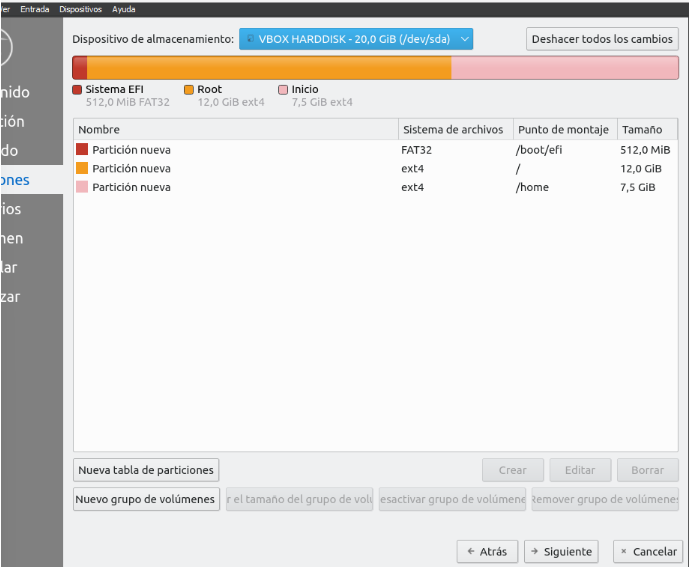 Ver Entrada Dispositivos Ayuda
Dispositivo de almacenamiento: VBOX HARDDISK - 20,0 GiB (/dev/sda) Deshacer todos los cambios
Sistema EFI Root Inicio
512,0 MiB FAT32 12,0 GiB ext4 7,5 GiB ext4
Nombre Sistema de archivos Punto de montaje Tamaño
Partición nueva FAT32 /boot/efi 512,0 MiB
Partición nueva ext4 / 12,0 GiB
Partición nueva ext4 /home 7,5 GiB
nido
ión
do
ones
ios
nen
lar
zar
Nueva tabla de particiones Crear Editar Borrar
Nuevo grupo de volúmenes r el tamaño del grupo de volú esactivar grupo de volúmene Remover grupo de volúmenes
Atrás Siguiente Cancelar